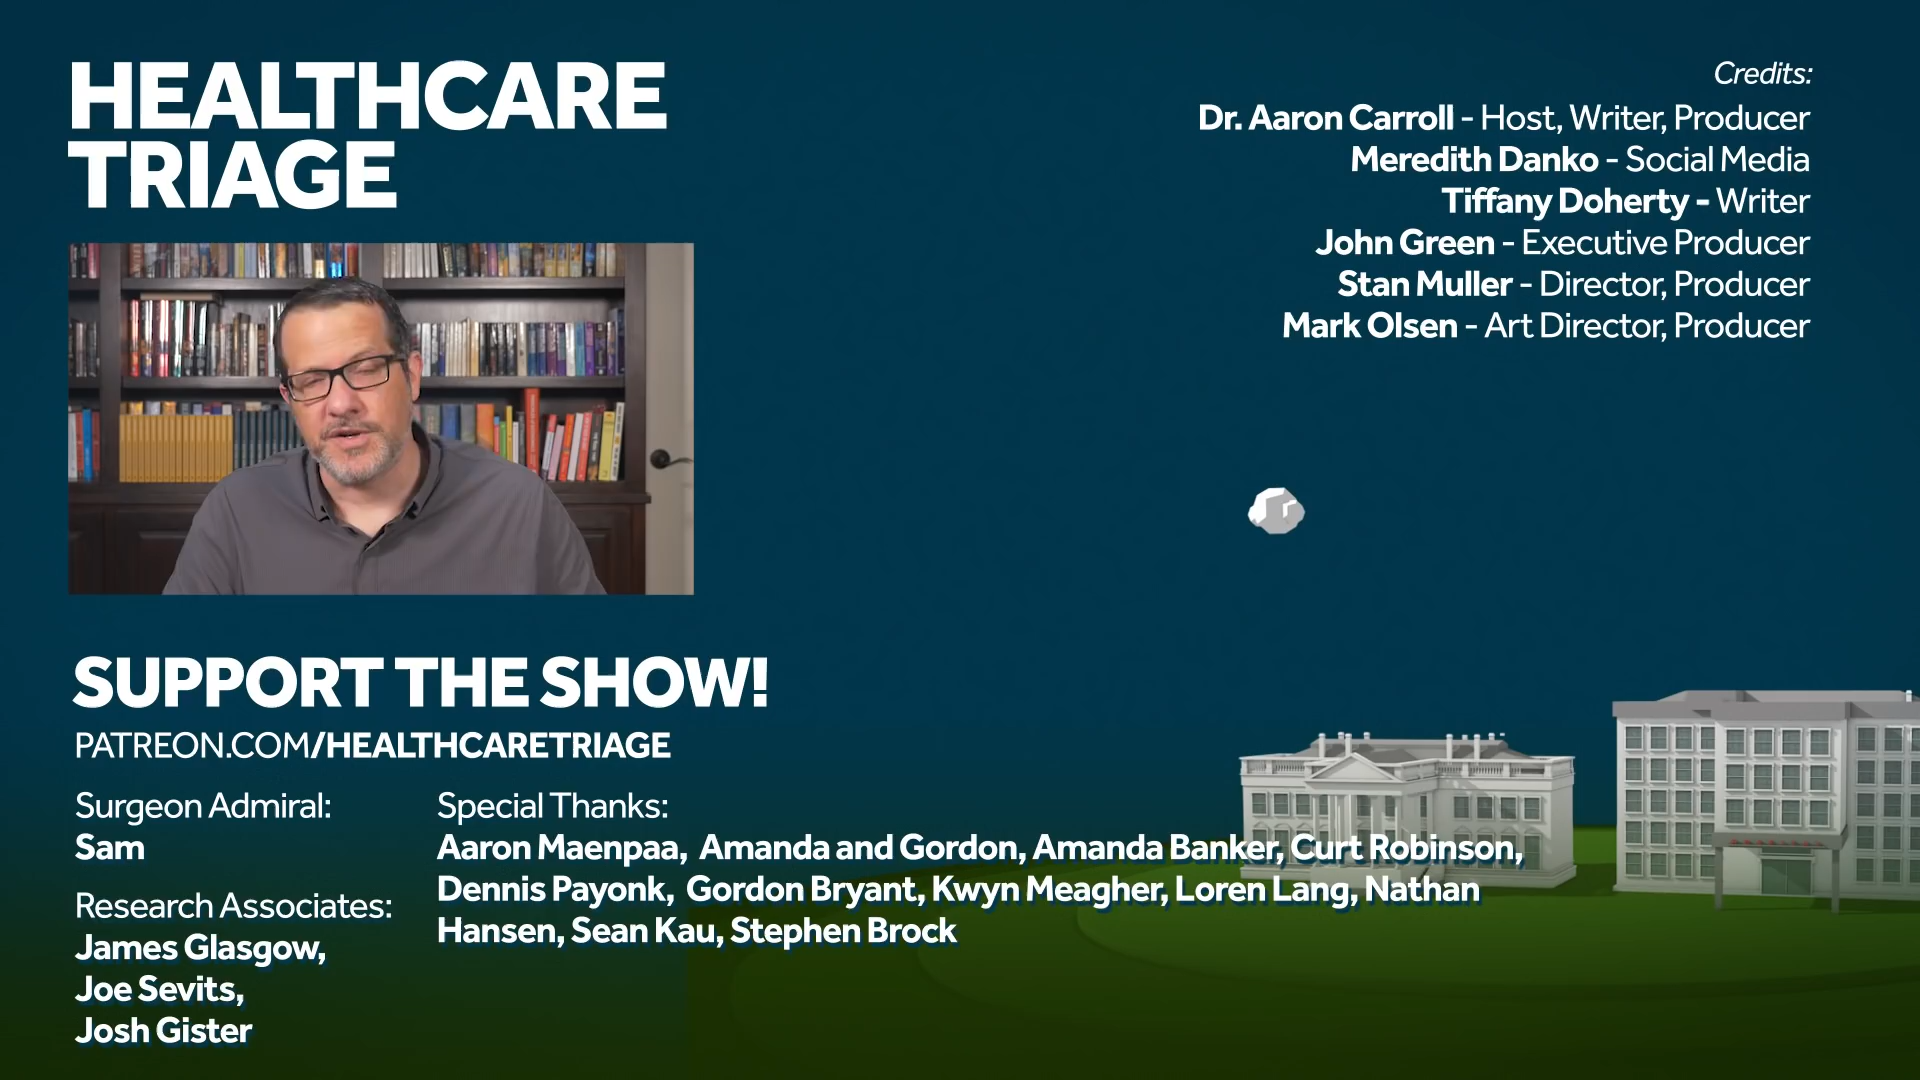 HEALTHCARE
TRIAGE
Credits:
Dr. Aaron Carroll - Host, Writer, Producer
Meredith Danko - Social Media
Tiffany Doherty - Writer
John Green - Executive Producer
Stan Muller - Director, Producer
Mark Olsen - Art Director, Producer
SUPPORT THE SHOW!
PATREON.COM/HEALTHCARETRIAGE
Surgeon Admiral:
Sam
Research Associates:
James Glasgow,
Joe Sevits,
Josh Gister
Special Thanks:
Aaron Maenpaa, Amanda and Gordon, Amanda Banker, Curt Robinson,
Dennis Payonk, Gordon Bryant, Kwyn Meagher, Loren Lang, Nathan
Hansen, Sean Kau, Stephen Brock